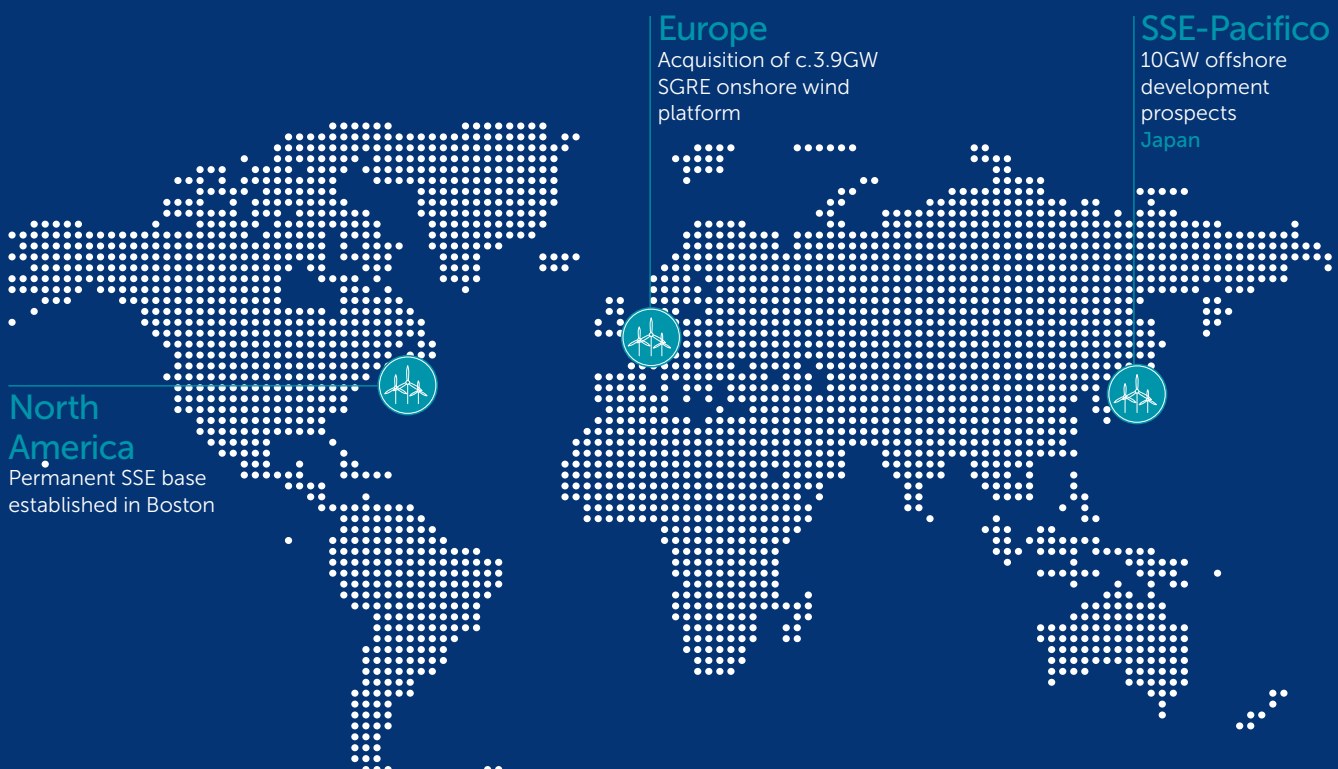 Europe
Acquisition of c.3.9GW
SGRE onshore wind
platform
SSE-Pacifico
10GW offshore
development
prospects
Japan
North
America
Permanent SSE base
established in Boston